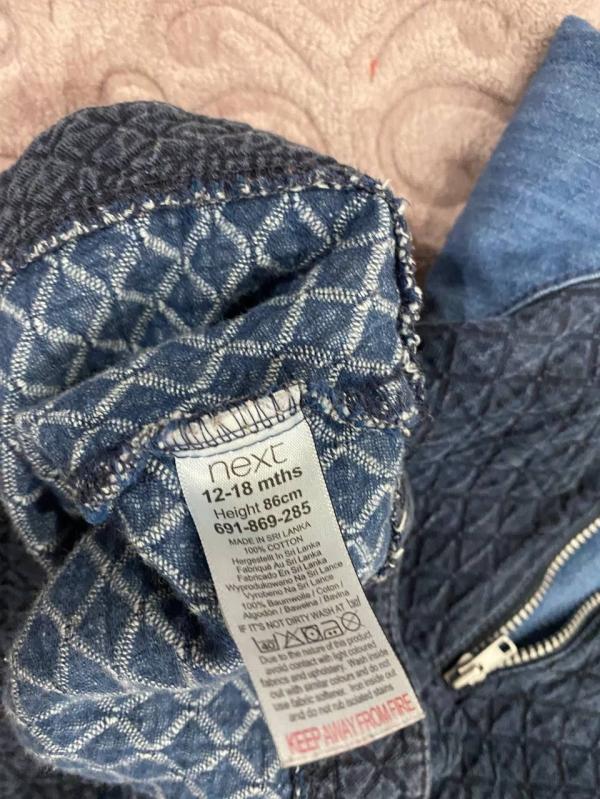 next
12-18 mths
Height 86cm
691-869-285
MADE IN SRI LANKA
100% COTTON
Hergestellt In Sri Lanka
Fabriqué Au Sri Lanka
Fabricado En Sri Lanka
Wyprodukowano Na Sri Lance
Vyrobeno Na Srí Lance
100% Baumwolle / Coton /
Algodón / Bawełna / Bavlna
IF IT'S NOT DIRTY WASH AT 30
Due to the nature of this product
avoid contact with light coloured
fabrics and upholstery. Wash inside
out with similar colours and do not
use fabric softener. Iron inside out
and do not rub isolated stains
KEEP AWAY FROM FIRE